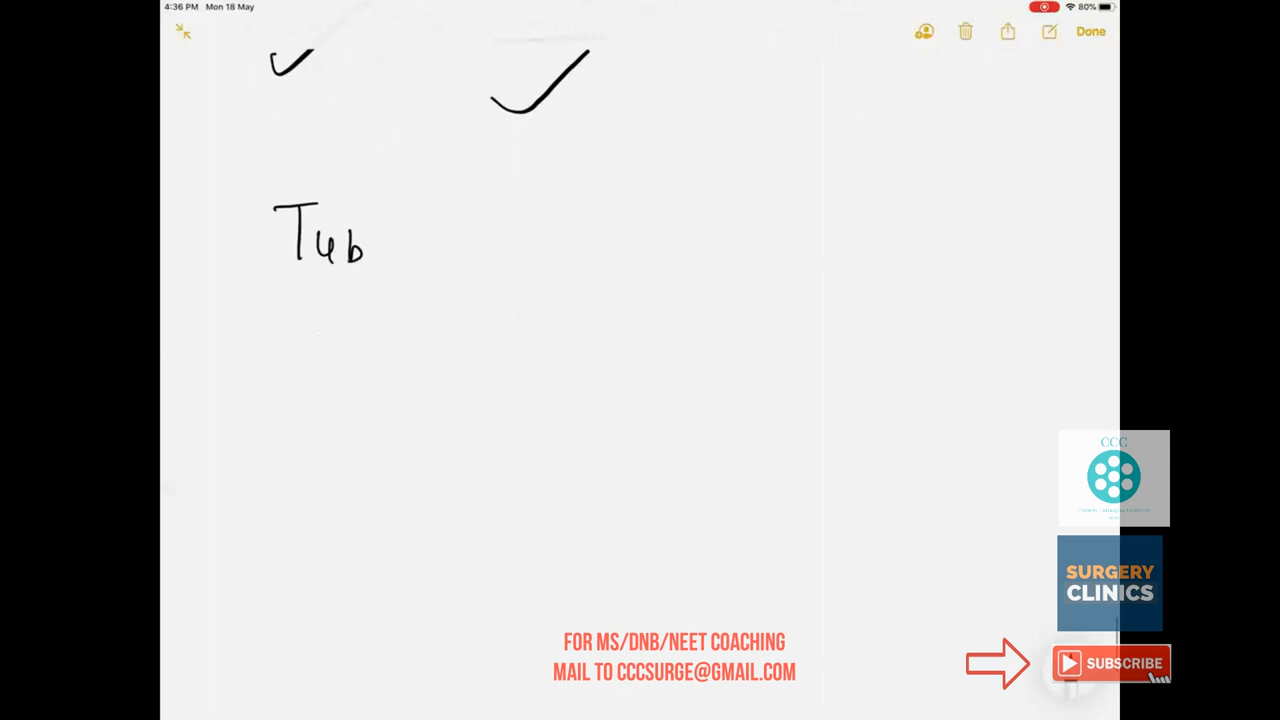 4:36 PM Mon 18 May
80%
Done
Tub
CCC
SURGERY
CLINICS
FOR MS/DNB/NEET COACHING
MAIL TO CCCSURGE@GMAIL.COM
SUBSCRIBE